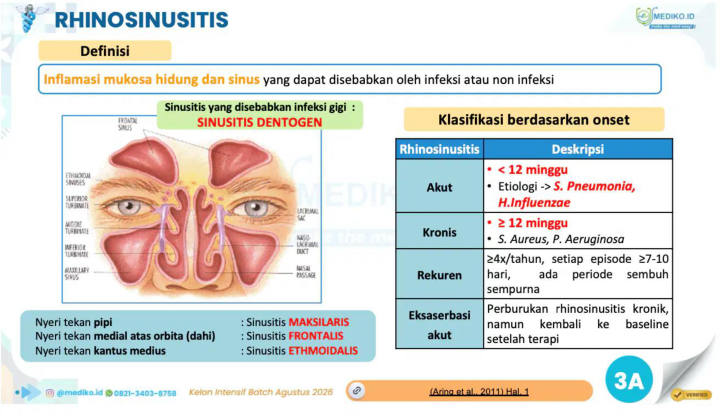 RHINOSINUSITIS
MEDIKO.ID
Definisi
Inflamasi mukosa hidung dan sinus yang dapat disebabkan oleh infeksi atau non infeksi
Sinusitis yang disebabkan infeksi gigi :
SINUSITIS DENTOGEN
FRONTAL
SINUS
ETHMOIDAL
SINUSES
SUPERIOR
TURBINATE
MIDDLE
TURBINATE
INFERIOR
TURBINATE
MAXILLARY
SINUS
LACRIMAL
SAC
NASO-
LACRIMAL
DUCT
NASAL
PASSAGE
Nyeri tekan pipi : Sinusitis MAKSILARIS
Nyeri tekan medial atas orbita (dahi) : Sinusitis FRONTALIS
Nyeri tekan kantus medius : Sinusitis ETHMOIDALIS
Klasifikasi berdasarkan onset
Rhinosinusitis Deskripsi
Akut
• < 12 minggu
• Etiologi -> S. Pneumonia,
H.Influenzae
Kronis
• ≥ 12 minggu
• S. Aureus, P. Aeruginosa
Rekuren
≥4x/tahun, setiap episode ≥7-10
hari, ada periode sembuh
sempurna
Eksaserbasi
akut
Perburukan rhinosinusitis kronik,
namun kembali ke baseline
setelah terapi
3A
@mediko.id 0821-3403-8758 Kelon Intensif Batch Agustus 2026
(Aring et al., 2011) Hal. 1
VERIFIED